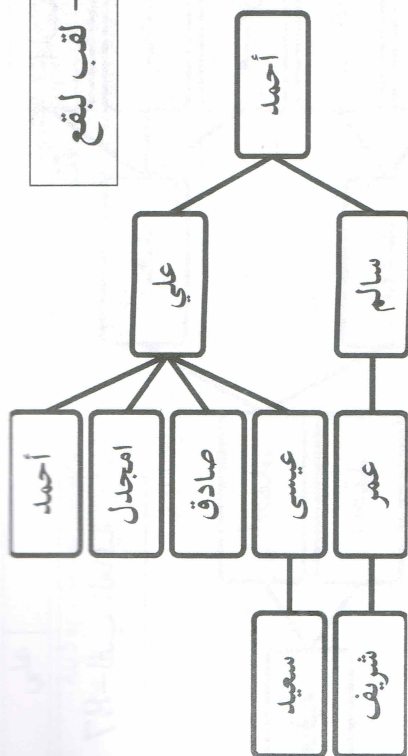 - لقب لبقع
أحمد
علي
سالم
أحمد
امجدل
صادق
عيسى
عمر
سعيد
شريف